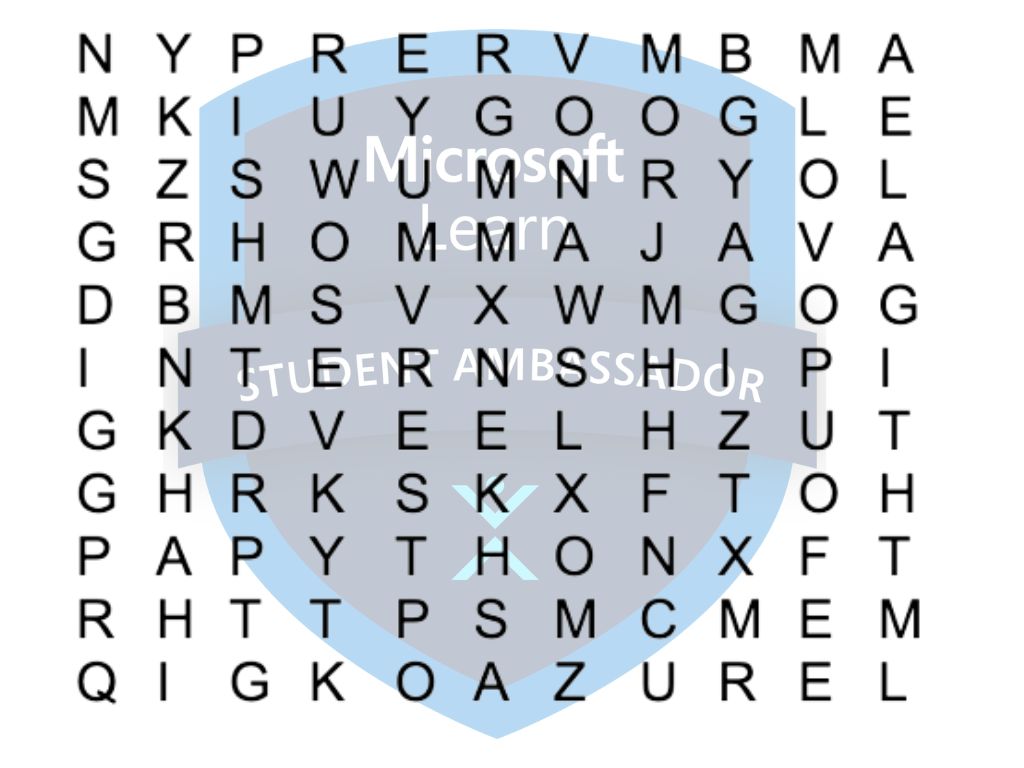 N Y P R E R V M B M A
M K I U Y G O O G L E
Microsoft
S Z S W U M N R Y O L
Learn
G R H O M M A J A V A
D B M S V X W M G O G
I N T E R N S H I P I
STUDENT AMBASSADOR
G K D V E E L H Z U T
G H R K S K X F T O H
P A P Y T H O N X F T
R H T T P S M C M E M
Q I G K O A Z U R E L